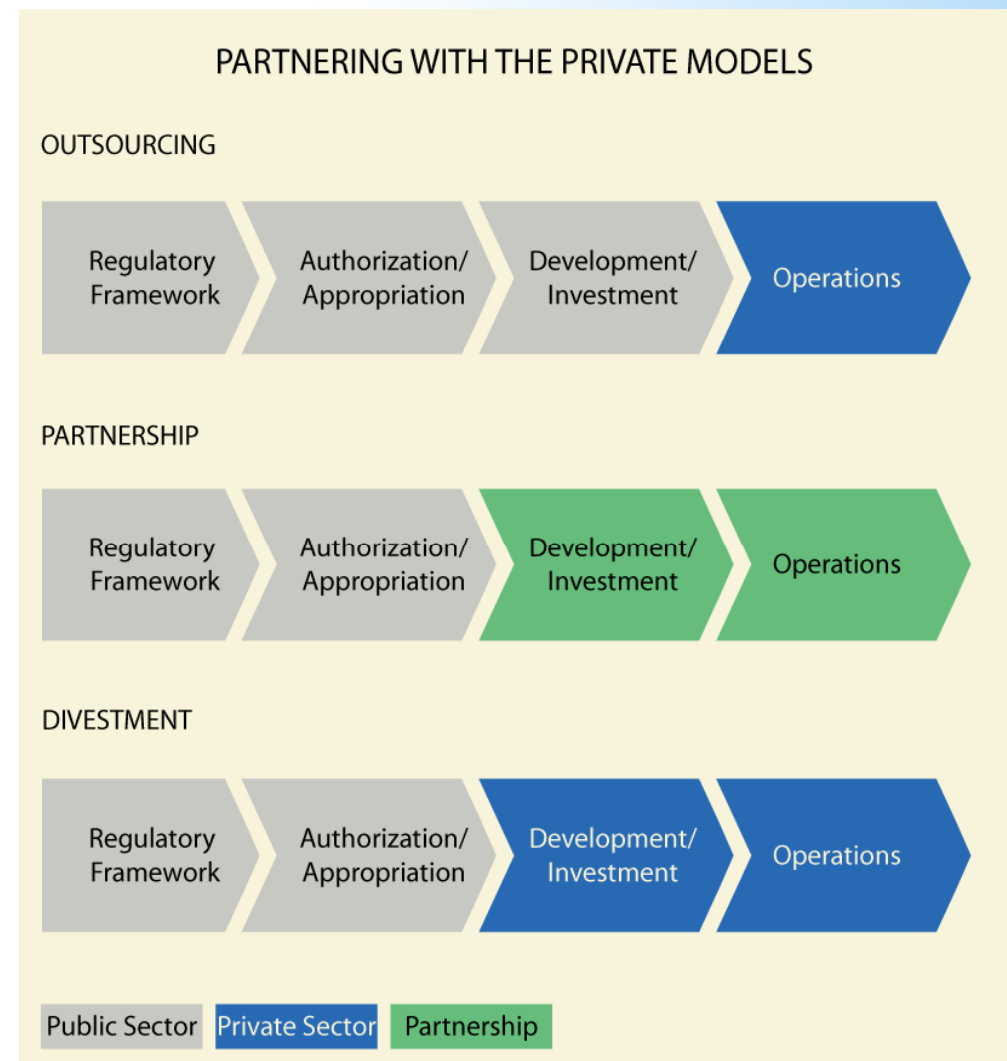 PARTNERING WITH THE PRIVATE MODELS
OUTSOURCING
Regulatory
Framework
Authorization/
Appropriation
Development/
Investment
Operations
PARTNERSHIP
Regulatory
Framework
Authorization/
Appropriation
Development/
Investment
Operations
DIVESTMENT
Regulatory
Framework
Authorization/
Appropriation
Development/
Investment
Operations
Public Sector
Private Sector
Partnership